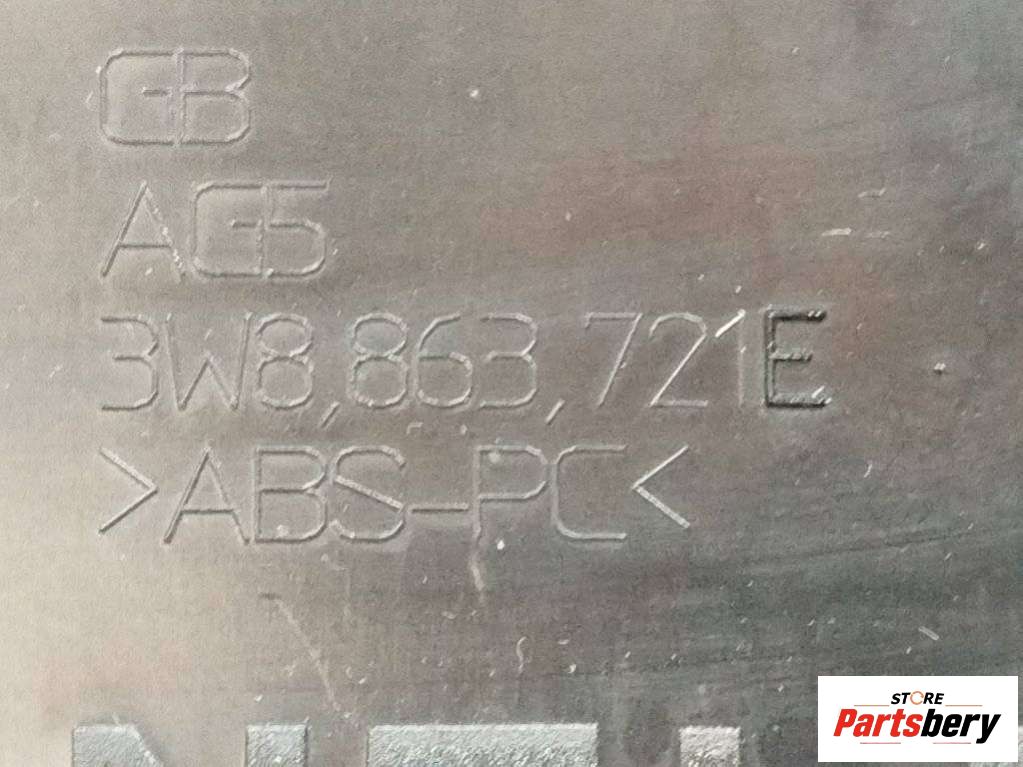 GB
AG5
3W8,863,721E
>ABS-PC<
STORE
Partsbery